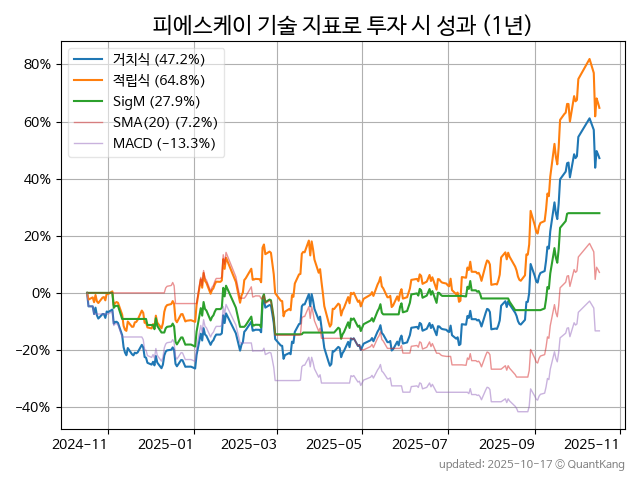 피에스케이 기술 지표로 투자 시 성과 (1년)
거치식 (47.2%)
적립식 (64.8%)
SigM (27.9%)
SMA(20) (7.2%)
MACD (−13.3%)
80%
60%
40%
20%
0%
−20%
−40%
2024-11 2025-01 2025-03 2025-05 2025-07 2025-09 2025-11
updated: 2025-10-17 © QuantKang